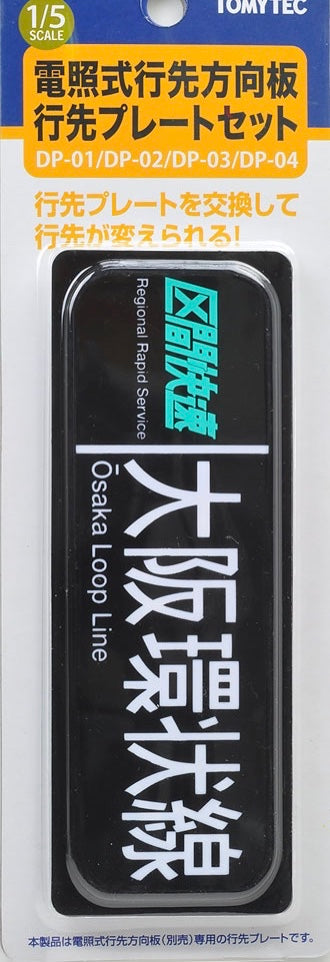 1/5
SCALE
TOMYTEC
電照式行先方向板
行先プレートセット
DP-01/DP-02/DP-03/DP-04
行先プレートを交換して
行先が変えられる!
区間快速
Regional Rapid Service
大阪環状線
Ōsaka Loop Line
本製品は電照式行先方向板(別売)専用の行先プレートです。